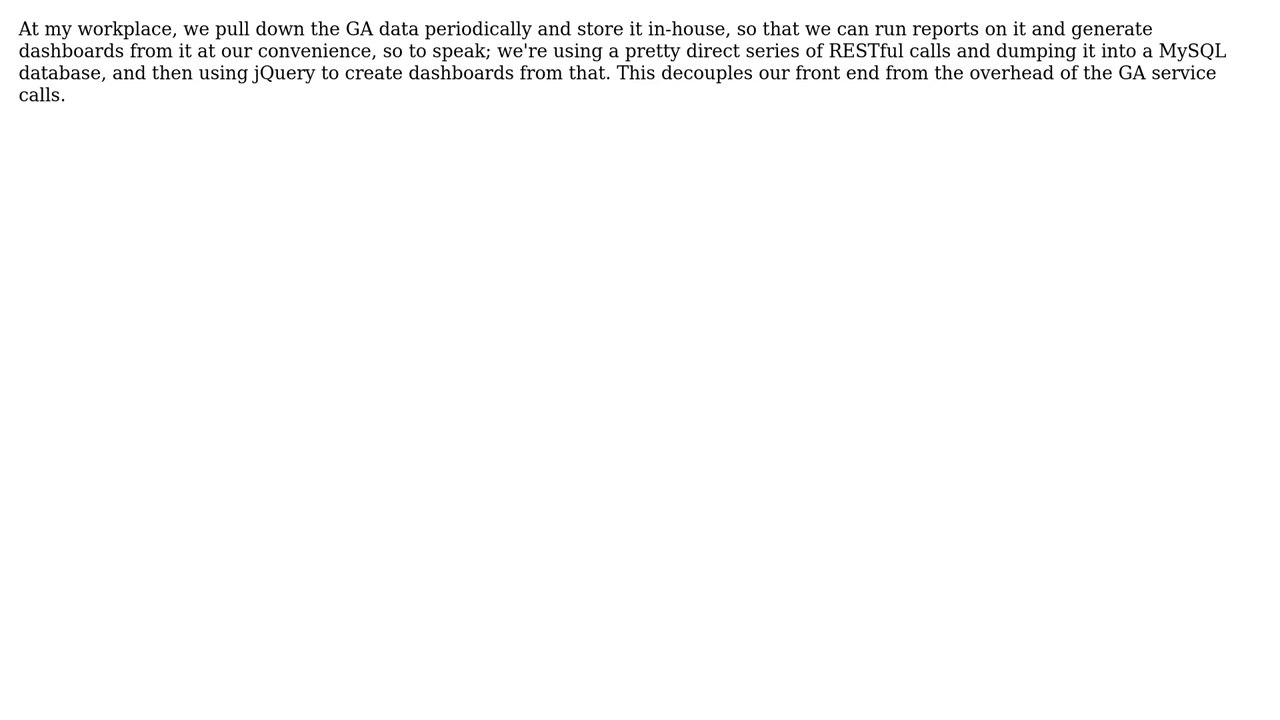 At my workplace, we pull down the GA data periodically and store it in-house, so that we can run reports on it and generate
dashboards from it at our convenience, so to speak; we're using a pretty direct series of RESTful calls and dumping it into a MySQL
database, and then using jQuery to create dashboards from that. This decouples our front end from the overhead of the GA service
calls.